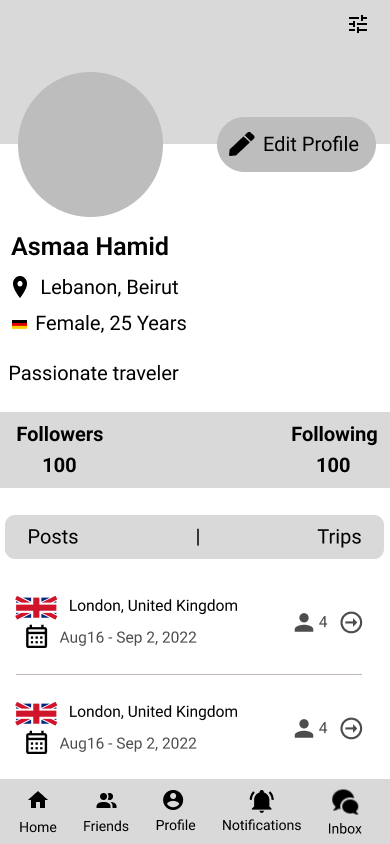 Edit Profile
Asmaa Hamid
Lebanon, Beirut
Female, 25 Years
Passionate traveler
Followers Following
100 100
Posts | Trips
London, United Kingdom
Aug16 - Sep 2, 2022 4
London, United Kingdom
Aug16 - Sep 2, 2022 4
Home Friends Profile Notifications Inbox